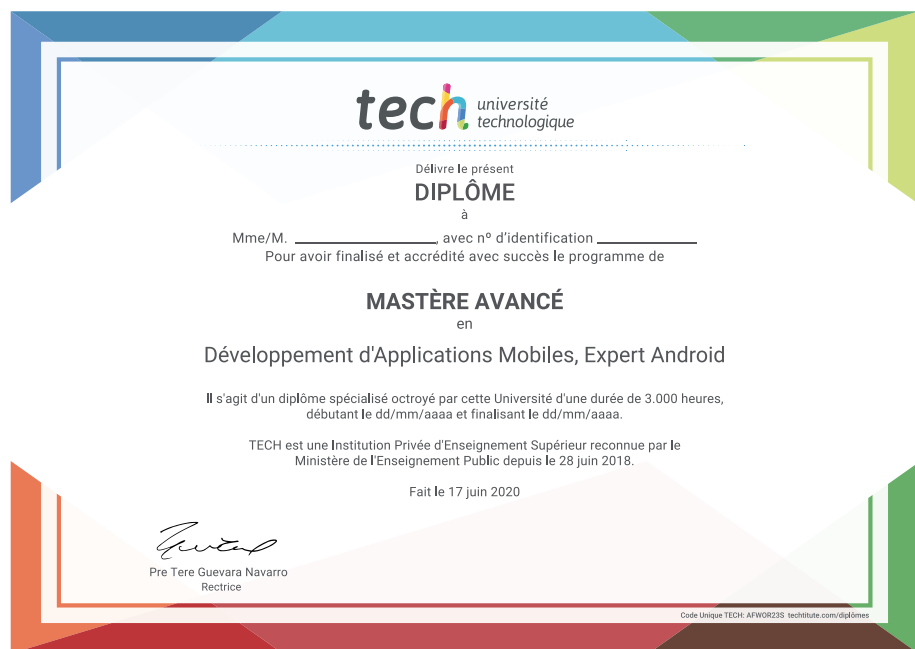 tech université
technologique
Délivre le présent
DIPLÔME
à
Mme/M. ________________, avec nº d'identification ____________
Pour avoir finalisé et accrédité avec succès le programme de
MASTÈRE AVANCÉ
en
Développement d'Applications Mobiles, Expert Android
Il s'agit d'un diplôme spécialisé octroyé par cette Université d'une durée de 3.000 heures,
débutant le dd/mm/aaaa et finalisant le dd/mm/aaaa.
TECH est une Institution Privée d'Enseignement Supérieur reconnue par le
Ministère de l'Enseignement Public depuis le 28 juin 2018.
Fait le 17 juin 2020
Pre Tere Guevara Navarro
Rectrice
Code Unique TECH: AFWOR23S techtitute.com/diplômes